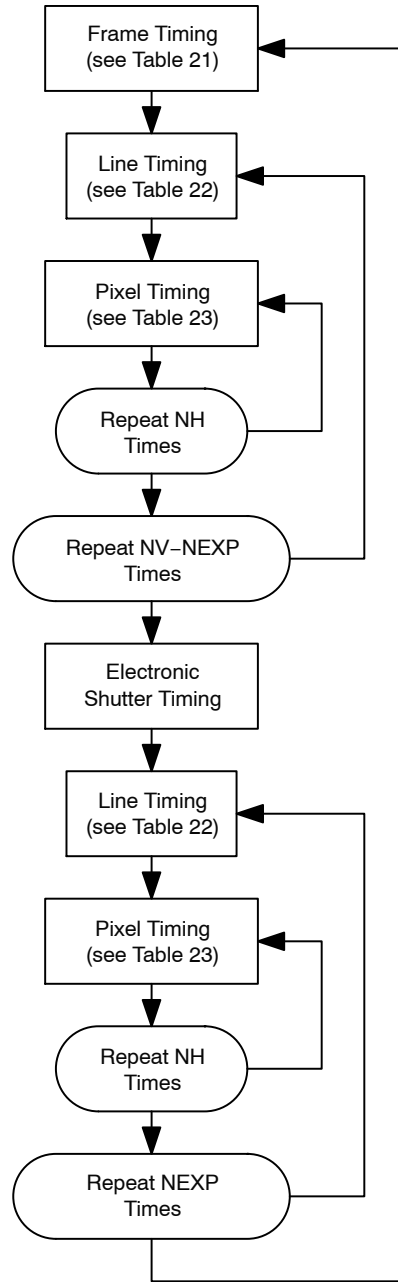 Frame Timing
(see Table 21)
Line Timing
(see Table 22)
Pixel Timing
(see Table 23)
Repeat NH
Times
Repeat NV−NEXP
Times
Electronic
Shutter Timing
Line Timing
(see Table 22)
Pixel Timing
(see Table 23)
Repeat NH
Times
Repeat NEXP
Times